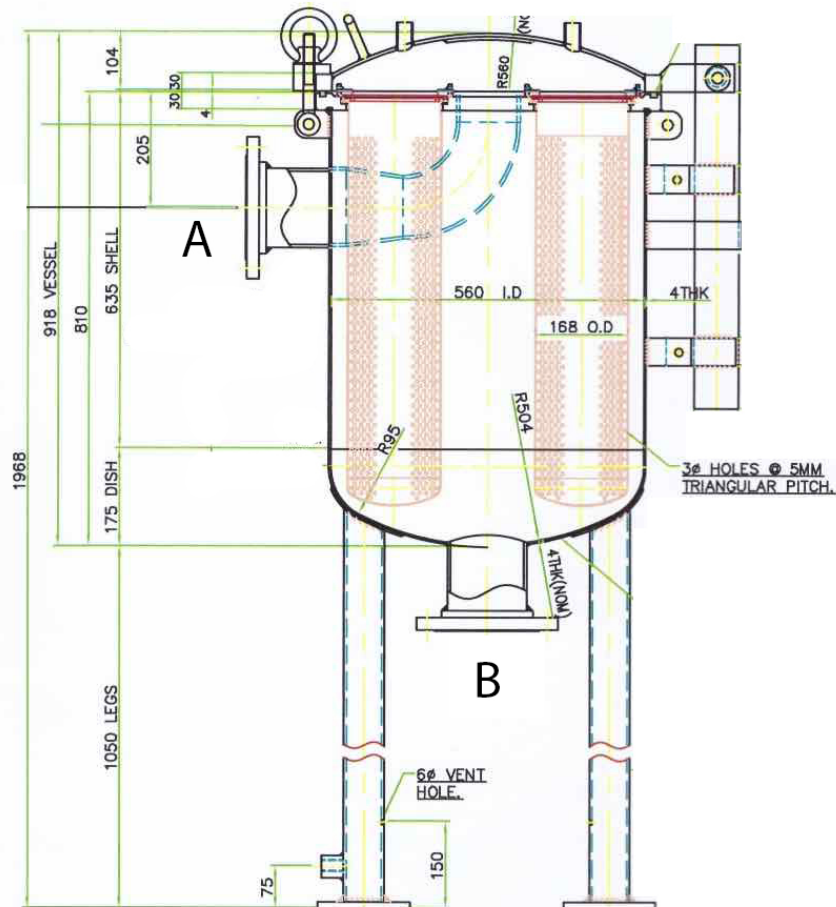 R560
(NO
104
30
30
4
205
A
918 VESSEL
810
635 SHELL
560 I.D
4THK
168 O.D
1968
R95
R504
3ø HOLES @ 5MM
TRIANGULAR PITCH.
175 DISH
4THK(NOM)
B
1050 LEGS
6ø VENT
HOLE.
150
75